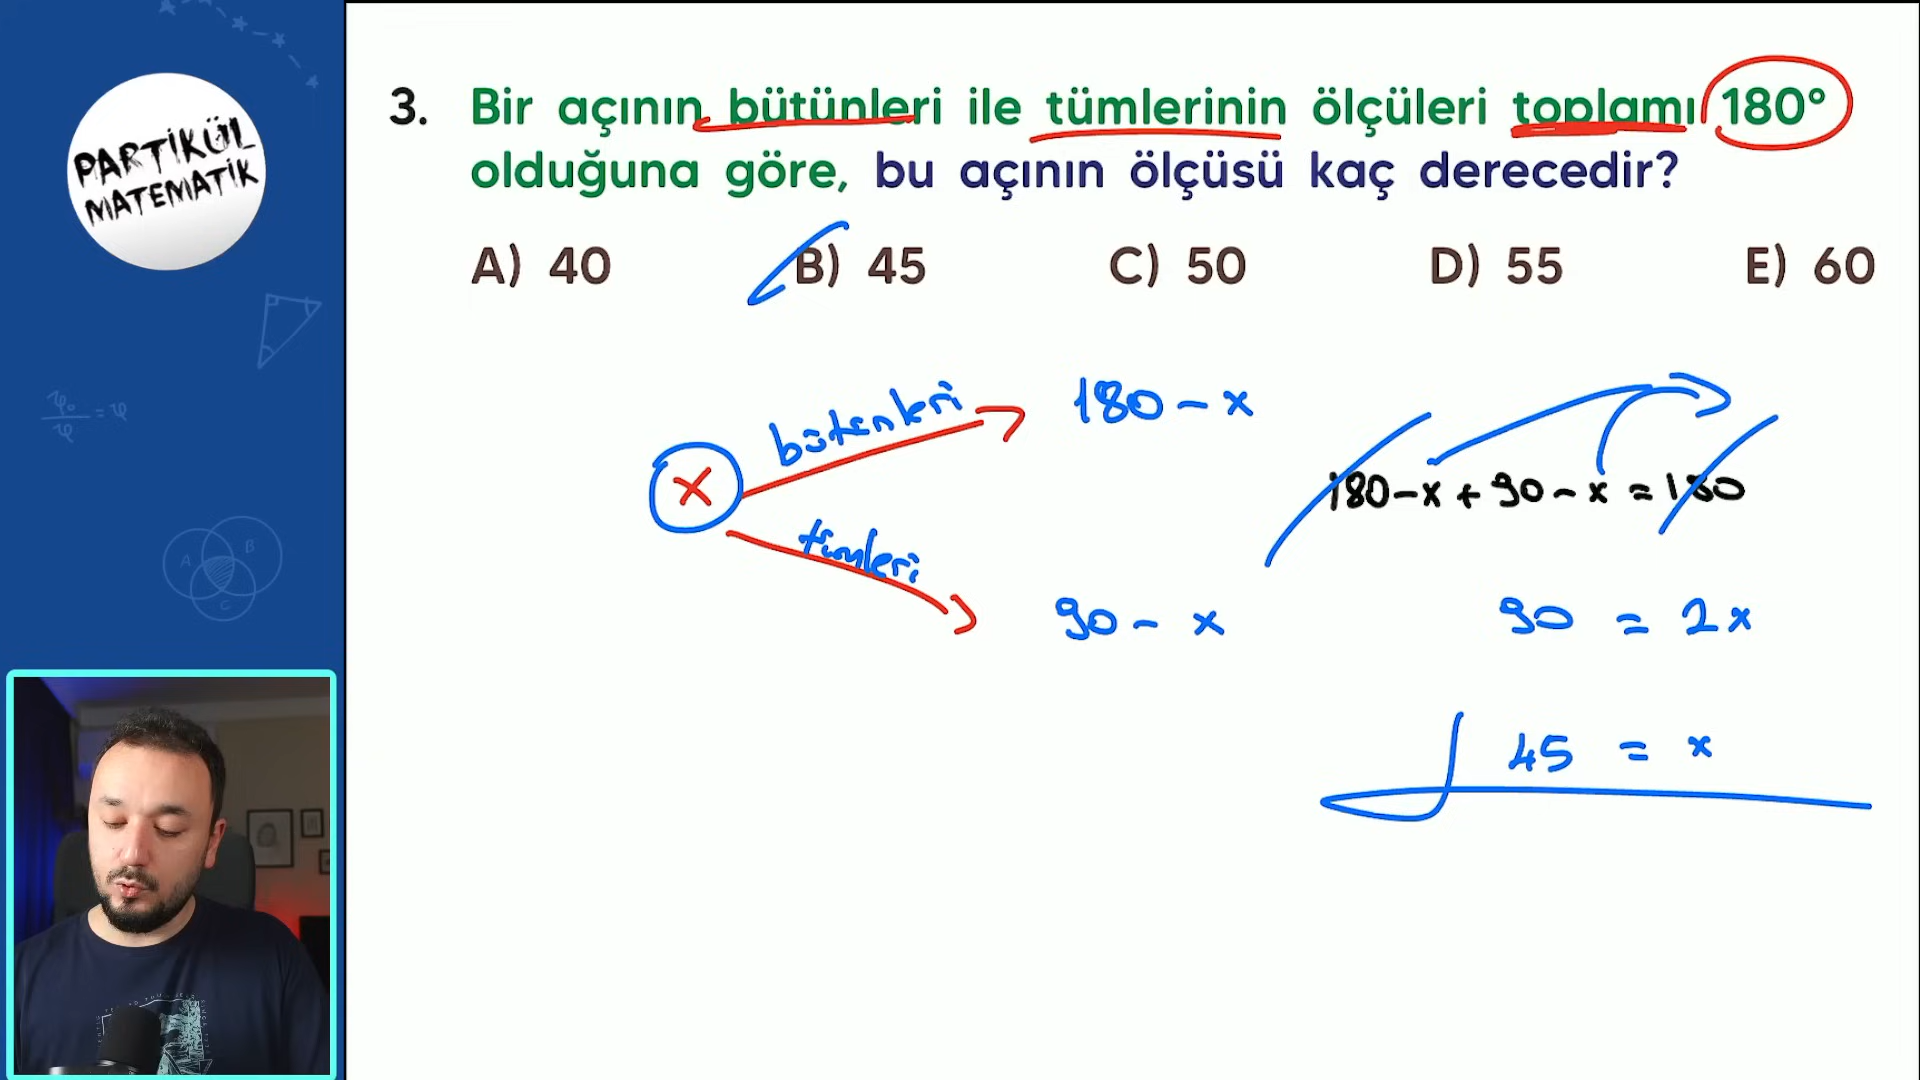 PARTİKÜL
MATEMATİK
3. Bir açının bütünleri ile tümlerinin ölçüleri toplamı 180°
olduğuna göre, bu açının ölçüsü kaç derecedir?
A) 40 B) 45 C) 50 D) 55 E) 60
bütünleri 180 - x
x
180-x + 90-x = 180
tümleri
90 - x
90 = 2x
45 = x
A B
C